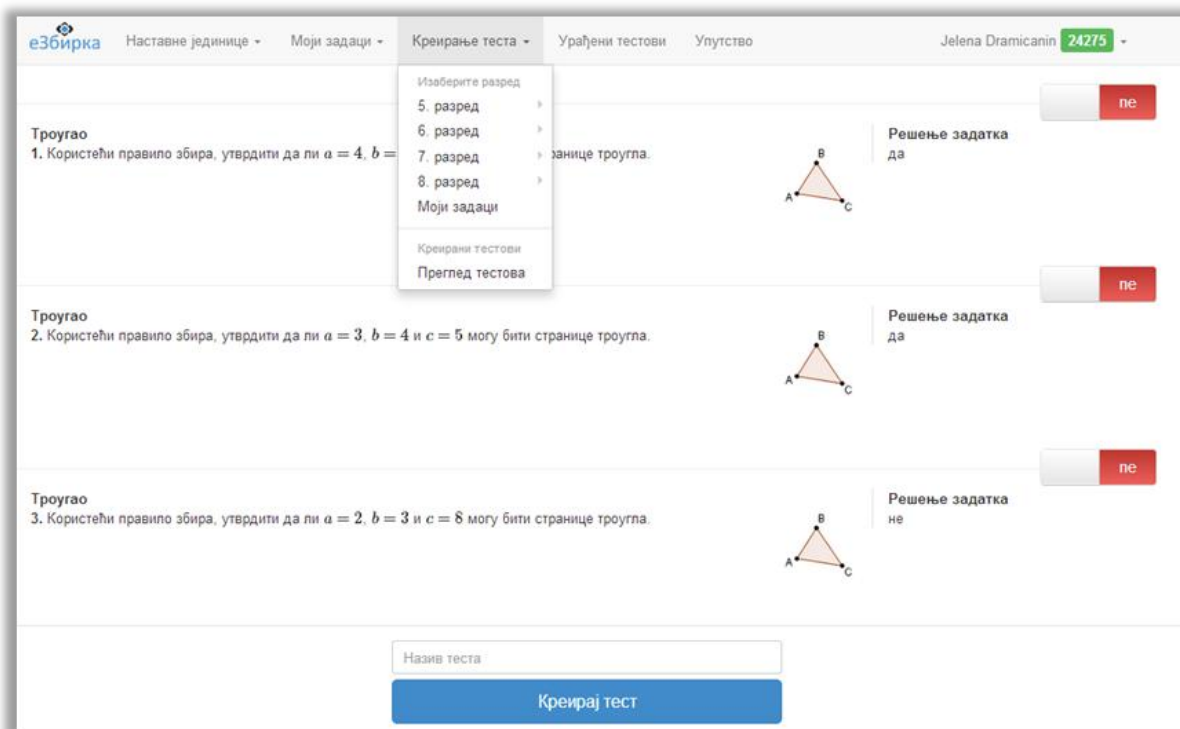 еЗбирка Наставне јединице Моји задаци Креирање теста Урађени тестови Упутство Jelena Dramicanin 24275
Изаберите разред
5. разред
6. разред
7. разред
8. разред
Моји задаци
Креирани тестови
Преглед тестова
не
Троугао
1. Користећи правило збира, утврдити да ли a = 4, b = ранице троугла.
B
A
C
Решење задатка
да
не
Троугао
2. Користећи правило збира, утврдити да ли a = 3, b = 4 и c = 5 могу бити странице троугла.
B
A
C
Решење задатка
да
не
Троугао
3. Користећи правило збира, утврдити да ли a = 2, b = 3 и c = 8 могу бити странице троугла.
B
A
C
Решење задатка
не
Назив теста
Креирај тест